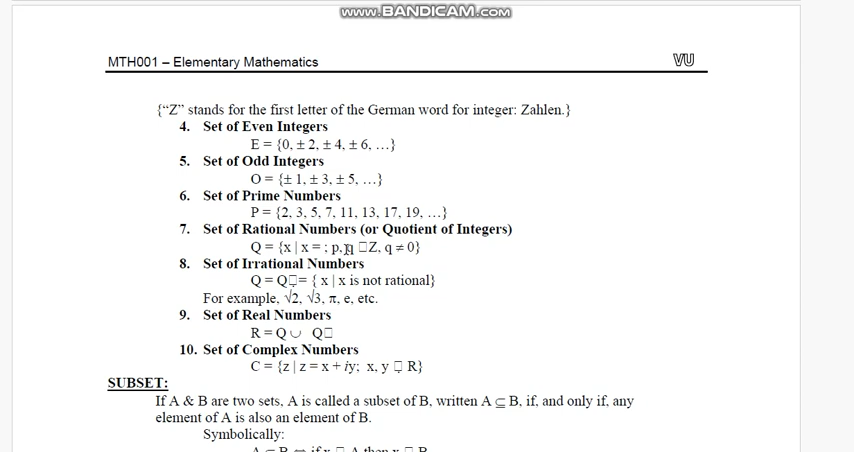 www.BANDICAM.COM
MTH001 – Elementary Mathematics VU
{“Z” stands for the first letter of the German word for integer: Zahlen.}
4. Set of Even Integers
E = {0, ± 2, ± 4, ± 6, …}
5. Set of Odd Integers
O = {± 1, ± 3, ± 5, …}
6. Set of Prime Numbers
P = {2, 3, 5, 7, 11, 13, 17, 19, …}
7. Set of Rational Numbers (or Quotient of Integers)
Q = {x | x = ; p, q □Z, q ≠ 0}
8. Set of Irrational Numbers
Q = Q□= { x | x is not rational}
For example, √2, √3, π, e, etc.
9. Set of Real Numbers
R = Q ∪ Q□
10. Set of Complex Numbers
C = {z | z = x + iy; x, y □ R}
SUBSET:
If A & B are two sets, A is called a subset of B, written A ⊆ B, if, and only if, any
element of A is also an element of B.
Symbolically:
A ⊆ B ⇔ if x □ A then x □ B